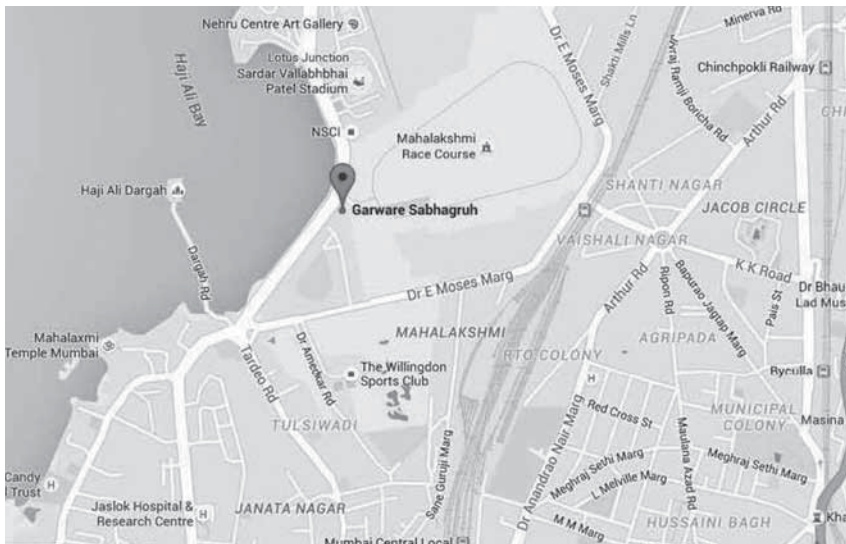 Nehru Centre Art Gallery
Haji Ali Bay
Lotus Junction
Sardar Vallabhbhai
Patel Stadium
NSCI
Mahalakshmi
Race Course
Dr E Moses Marg
Shakti Mills Ln
Minerva Rd
Chinchpokli Railway
Jivraj Ramji Boricha Rd
Arthur Rd
CHI
Haji Ali Dargah
Garware Sabhagruh
SHANTI NAGAR
JACOB CIRCLE
VAISHALI NAGAR
Dargah Rd
Dr E Moses Marg
Arthur Rd
Ripon Rd
Bapurao Jagtap Marg
K K Road
Pais St
Dr Bhau
Lad Mus
Mahalaxmi
Temple Mumbai
MAHALAKSHMI
AGRIPADA
RTO COLONY
Tardeo Rd
Dr Amedkar Rd
The Willingdon
Sports Club
H
Byculla
Red Cross St
MUNICIPAL
COLONY
Masina
TULSIWADI
Sane Guruji Marg
Dr Anandrao Nair Marg
Maulana Azad Rd
Meghraj Sethi Marg
Meghraj Sethi Marg
L Melville Marg
Candy
l Trust
H
Jaslok Hospital &
Research Centre
H
JANATA NAGAR
M M Marg
HUSSAINI BAGH
Kha
Mumbai Central Local